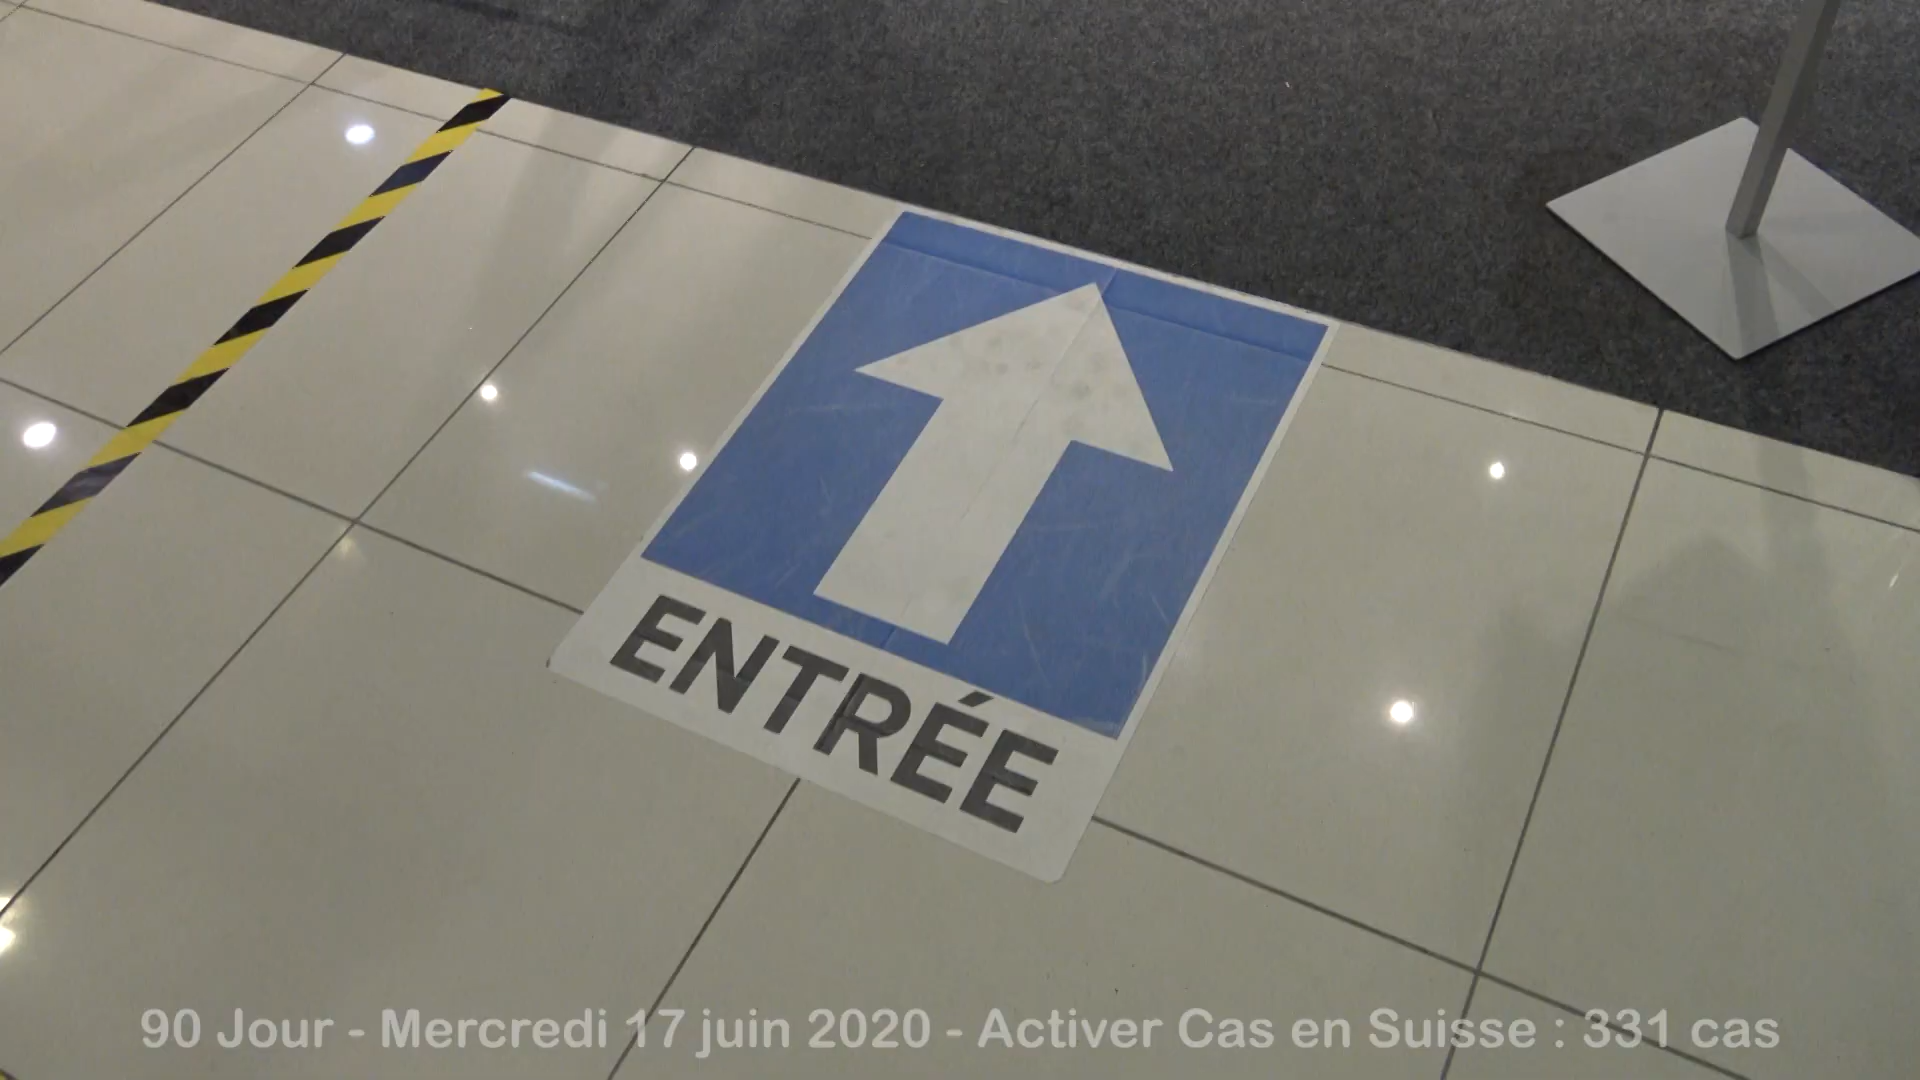 ENTRÉE
90 Jour - Mercredi 17 juin 2020 - Activer Cas en Suisse : 331 cas